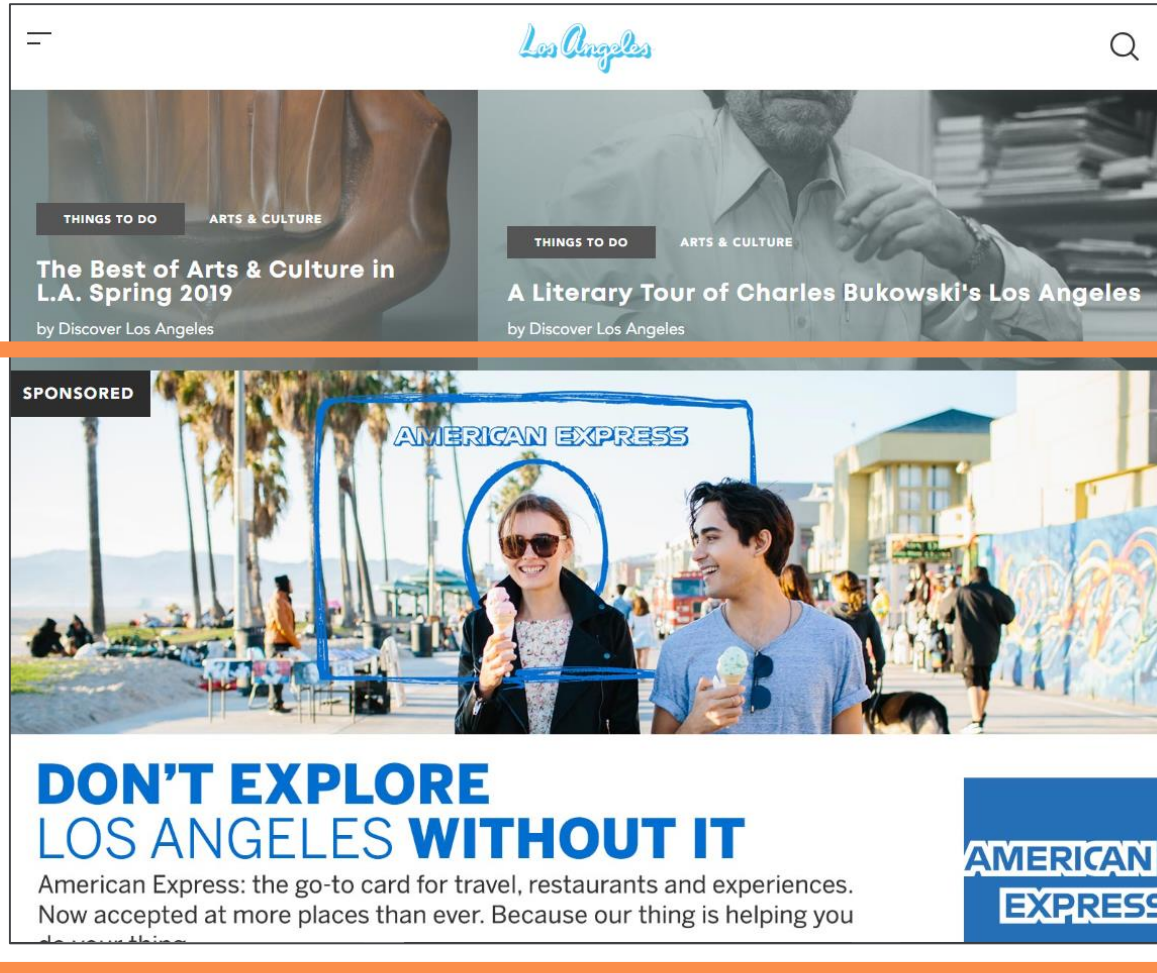 Los Angeles
THINGS TO DO ARTS & CULTURE
The Best of Arts & Culture in
L.A. Spring 2019
by Discover Los Angeles
THINGS TO DO ARTS & CULTURE
A Literary Tour of Charles Bukowski's Los Angeles
by Discover Los Angeles
SPONSORED
AMERICAN EXPRESS
DON'T EXPLORE
LOS ANGELES WITHOUT IT
American Express: the go-to card for travel, restaurants and experiences.
Now accepted at more places than ever. Because our thing is helping you
do your thing
AMERICAN
EXPRESS